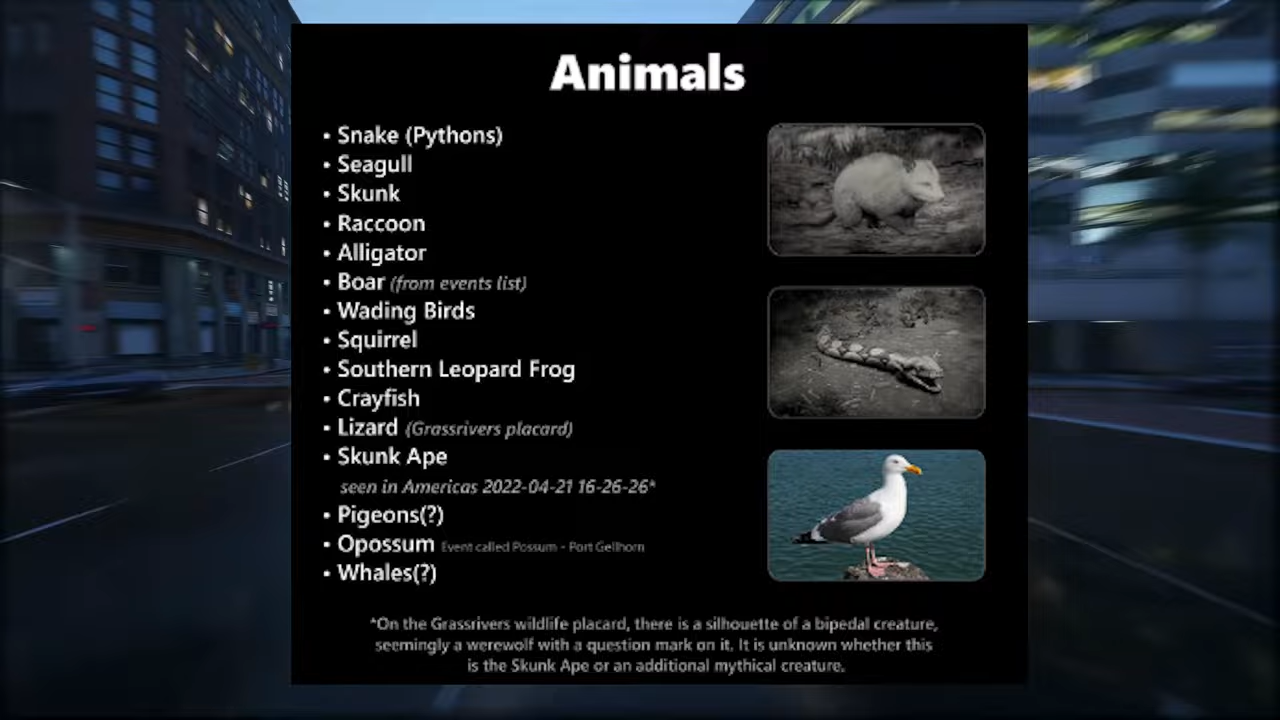 Animals
• Snake (Pythons)
• Seagull
• Skunk
• Raccoon
• Alligator
• Boar (from events list)
• Wading Birds
• Squirrel
• Southern Leopard Frog
• Crayfish
• Lizard (Grassrivers placard)
• Skunk Ape
seen in Americas 2022-04-21 16-26-26*
• Pigeons(?)
• Opossum Event called Possum - Port Gellhorn
• Whales(?)
*On the Grassrivers wildlife placard, there is a silhouette of a bipedal creature,
seemingly a werewolf with a question mark on it. It is unknown whether this
is the Skunk Ape or an additional mythical creature.